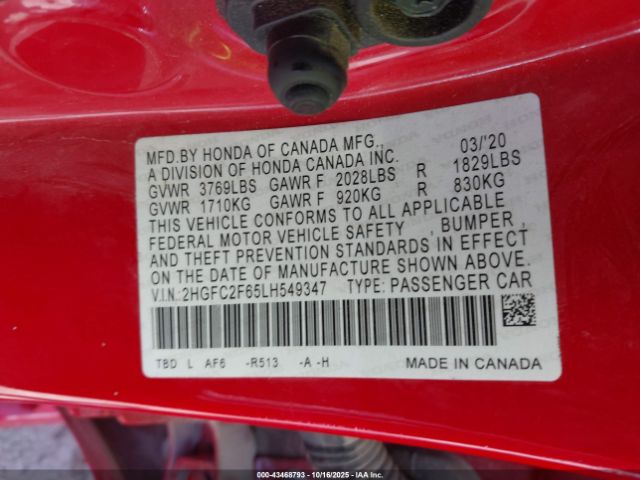 MFD.BY HONDA OF CANADA MFG., 03/'20
A DIVISION OF HONDA CANADA INC.
GVWR 3769LBS GAWR F 2028LBS R 1829LBS
GVWR 1710KG GAWR F 920KG R 830KG
THIS VEHICLE CONFORMS TO ALL APPLICABLE
FEDERAL MOTOR VEHICLE SAFETY , BUMPER ,
AND THEFT PREVENTION STANDARDS IN EFFECT
ON THE DATE OF MANUFACTURE SHOWN ABOVE.
V.I.N.:2HGFC2F65LH549347 TYPE: PASSENGER CAR
TBD L AF6 -R513 -A -H MADE IN CANADA
000-43468793 - 10/16/2025 - IAA Inc.